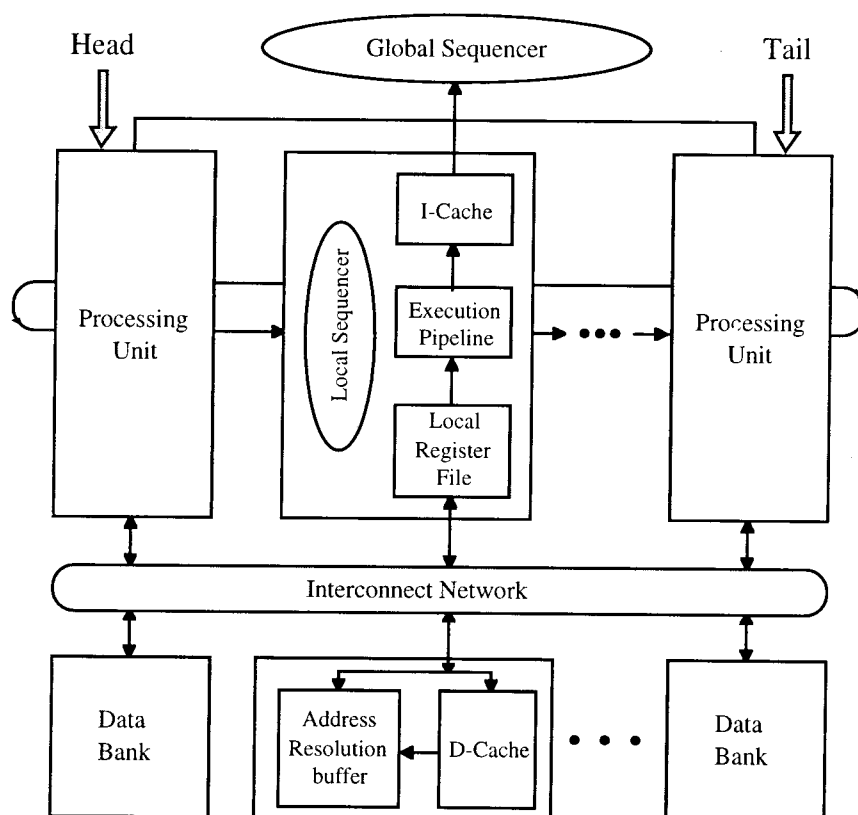 Head
Global Sequencer
Tail
I-Cache
Local Sequencer
Execution
Pipeline
Processing
Unit
Processing
Unit
Local
Register
File
Interconnect Network
Data
Bank
Address
Resolution
buffer
D-Cache
Data
Bank